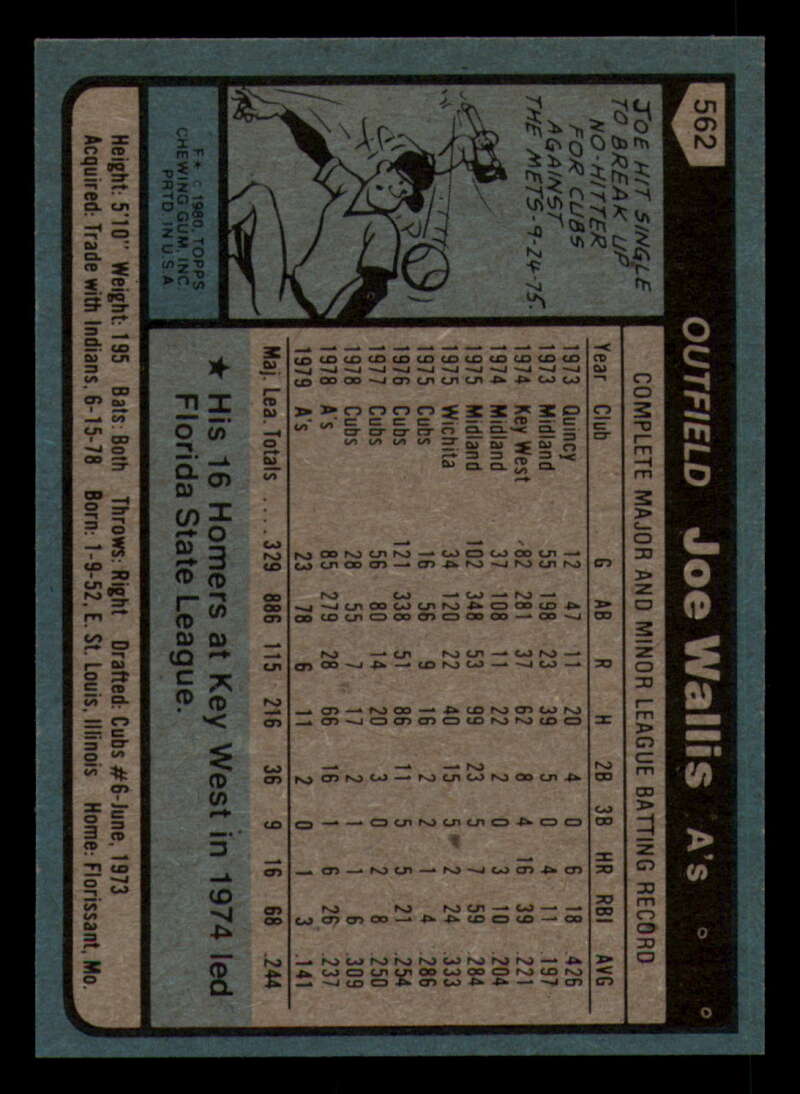 562
OUTFIELD Joe Wallis A's
JOE HIT SINGLE
TO BREAK UP
NO-HITTER
FOR CUBS
AGAINST
THE METS-9-24-75.
F★ © 1980, TOPPS
CHEWING GUM, INC.
PRTD. IN U.S.A.
COMPLETE MAJOR AND MINOR LEAGUE BATTING RECORD
Year Club G AB R H 2B 3B HR RBI AVG
1973 Quincy 12 47 11 20 4 0 6 18 .426
1973 Midland 55 198 23 39 5 0 4 11 .197
1974 Key West 82 281 37 62 8 4 16 39 .221
1974 Midland 37 108 11 22 2 0 3 10 .204
1975 Midland 102 348 53 99 23 5 7 59 .284
1975 Wichita 34 120 22 40 15 5 2 24 .333
1975 Cubs 16 56 9 16 2 2 1 4 .286
1976 Cubs 121 338 51 86 11 5 5 21 .254
1977 Cubs 56 80 14 20 3 0 2 8 .250
1978 Cubs 28 55 7 17 2 1 1 6 .309
1978 A's 85 279 28 66 16 1 6 26 .237
1979 A's 23 78 6 11 2 0 1 3 .141
Maj. Lea. Totals .... 329 886 115 216 36 9 16 68 .244
★ His 16 Homers at Key West in 1974 led
Florida State League.
Height: 5'10" Weight: 195 Bats: Both Throws: Right Drafted: Cubs #6-June, 1973
Acquired: Trade with Indians, 6-15-78 Born: 1-9-52, E. St. Louis, Illinois Home: Florissant, Mo.